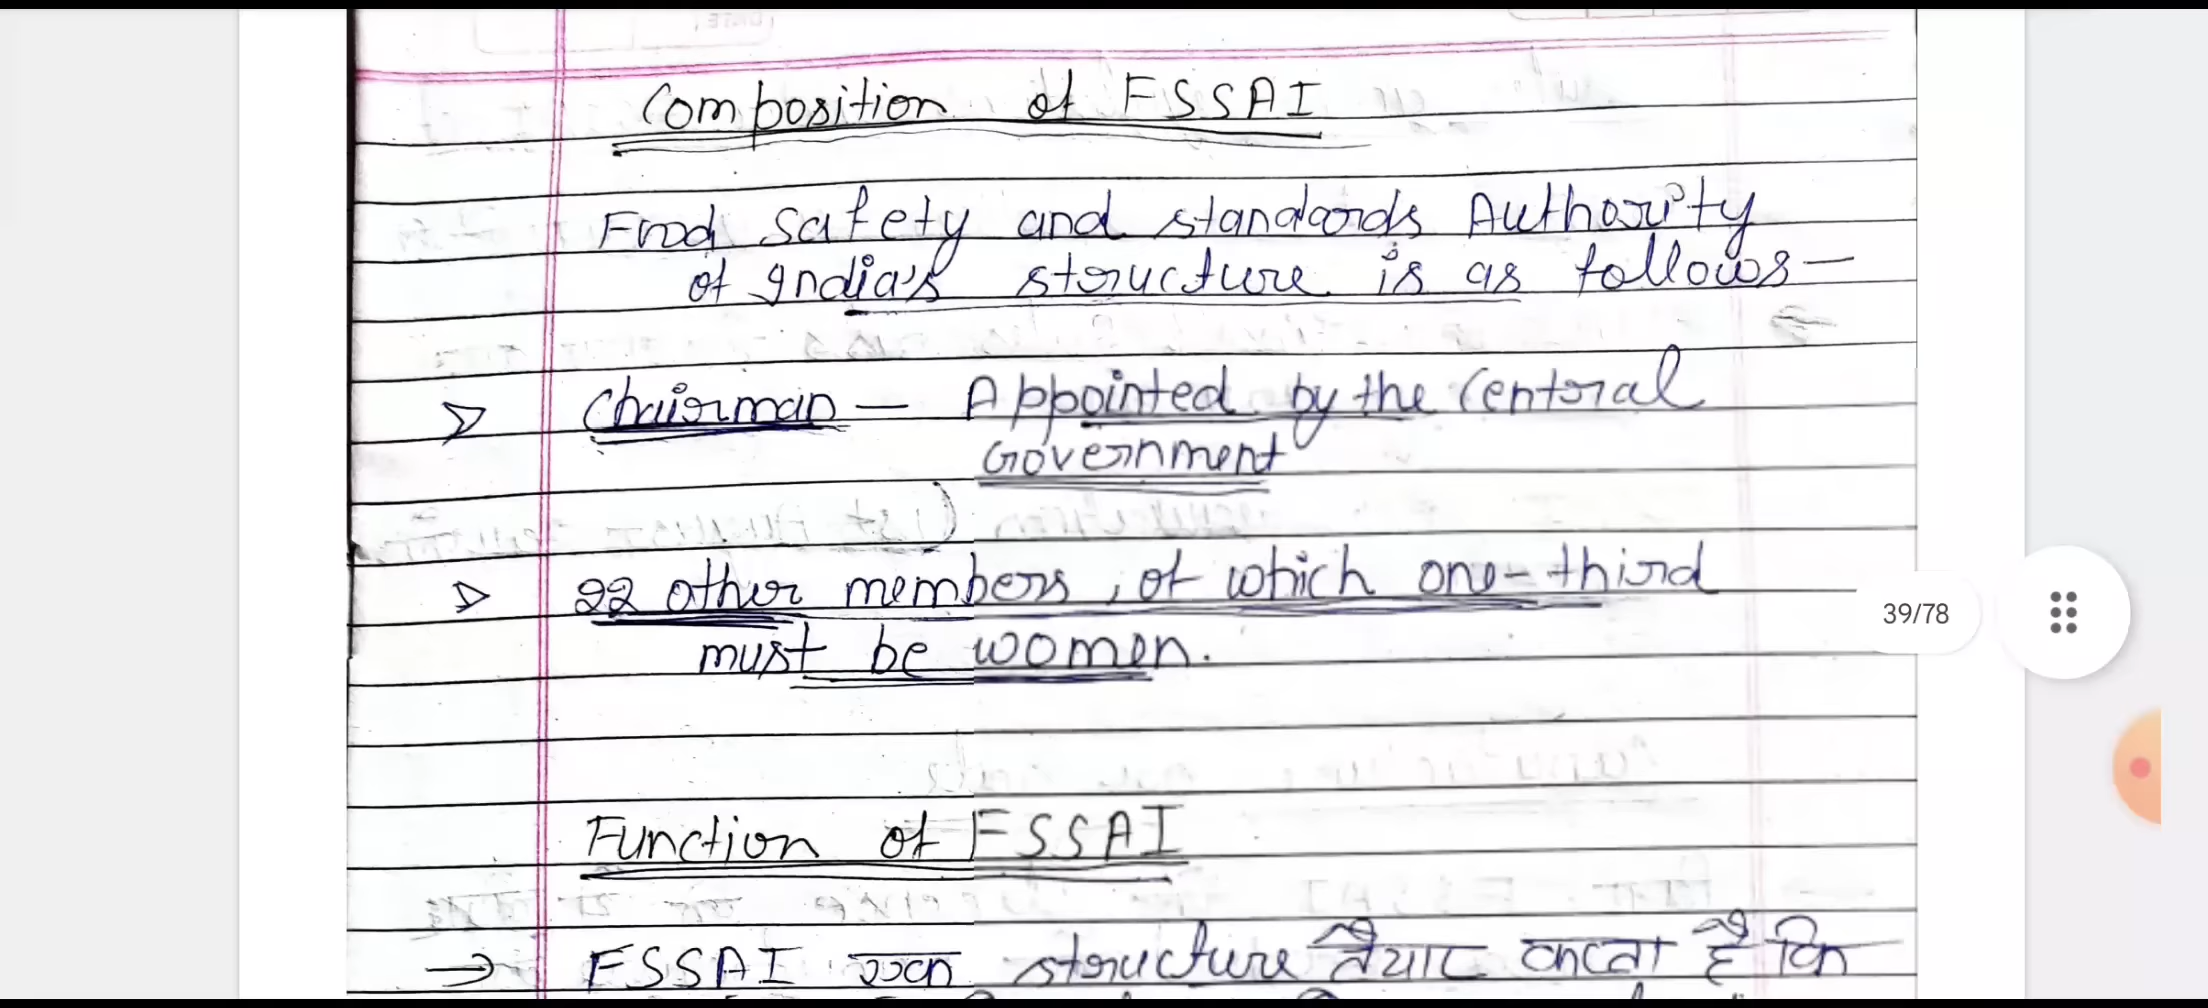 Composition of FSSAI
Food safety and standards Authority
of India's structure is as follows-
Chairman - Appointed by the Central
Government
22 other members, of which one-third
must be women.
39/78
Function of FSSAI
→ FSSAI एक structure तैयार करता है कि